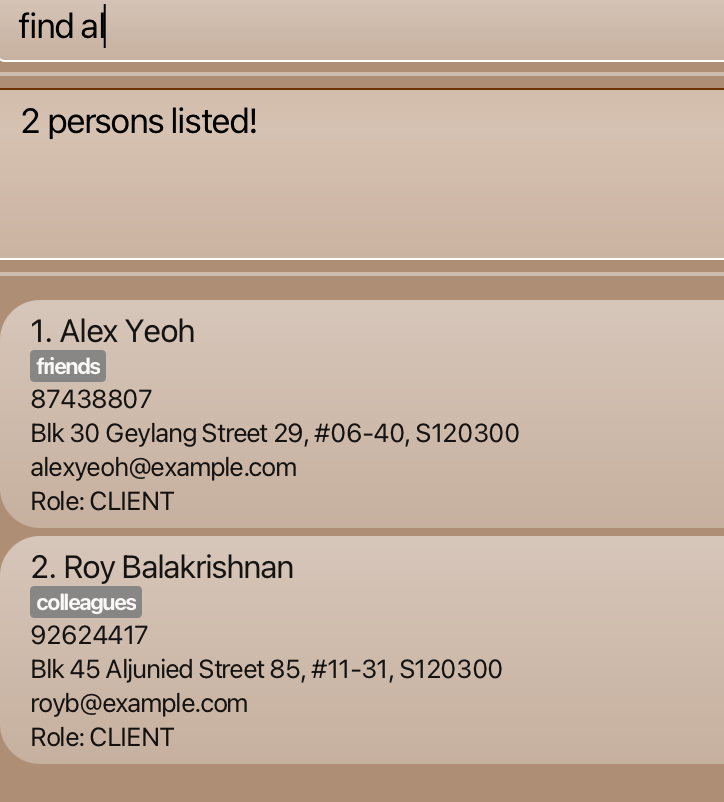 find al
2 persons listed!
1. Alex Yeoh
friends
87438807
Blk 30 Geylang Street 29, #06-40, S120300
alexyeoh@example.com
Role: CLIENT
2. Roy Balakrishnan
colleagues
92624417
Blk 45 Aljunied Street 85, #11-31, S120300
royb@example.com
Role: CLIENT